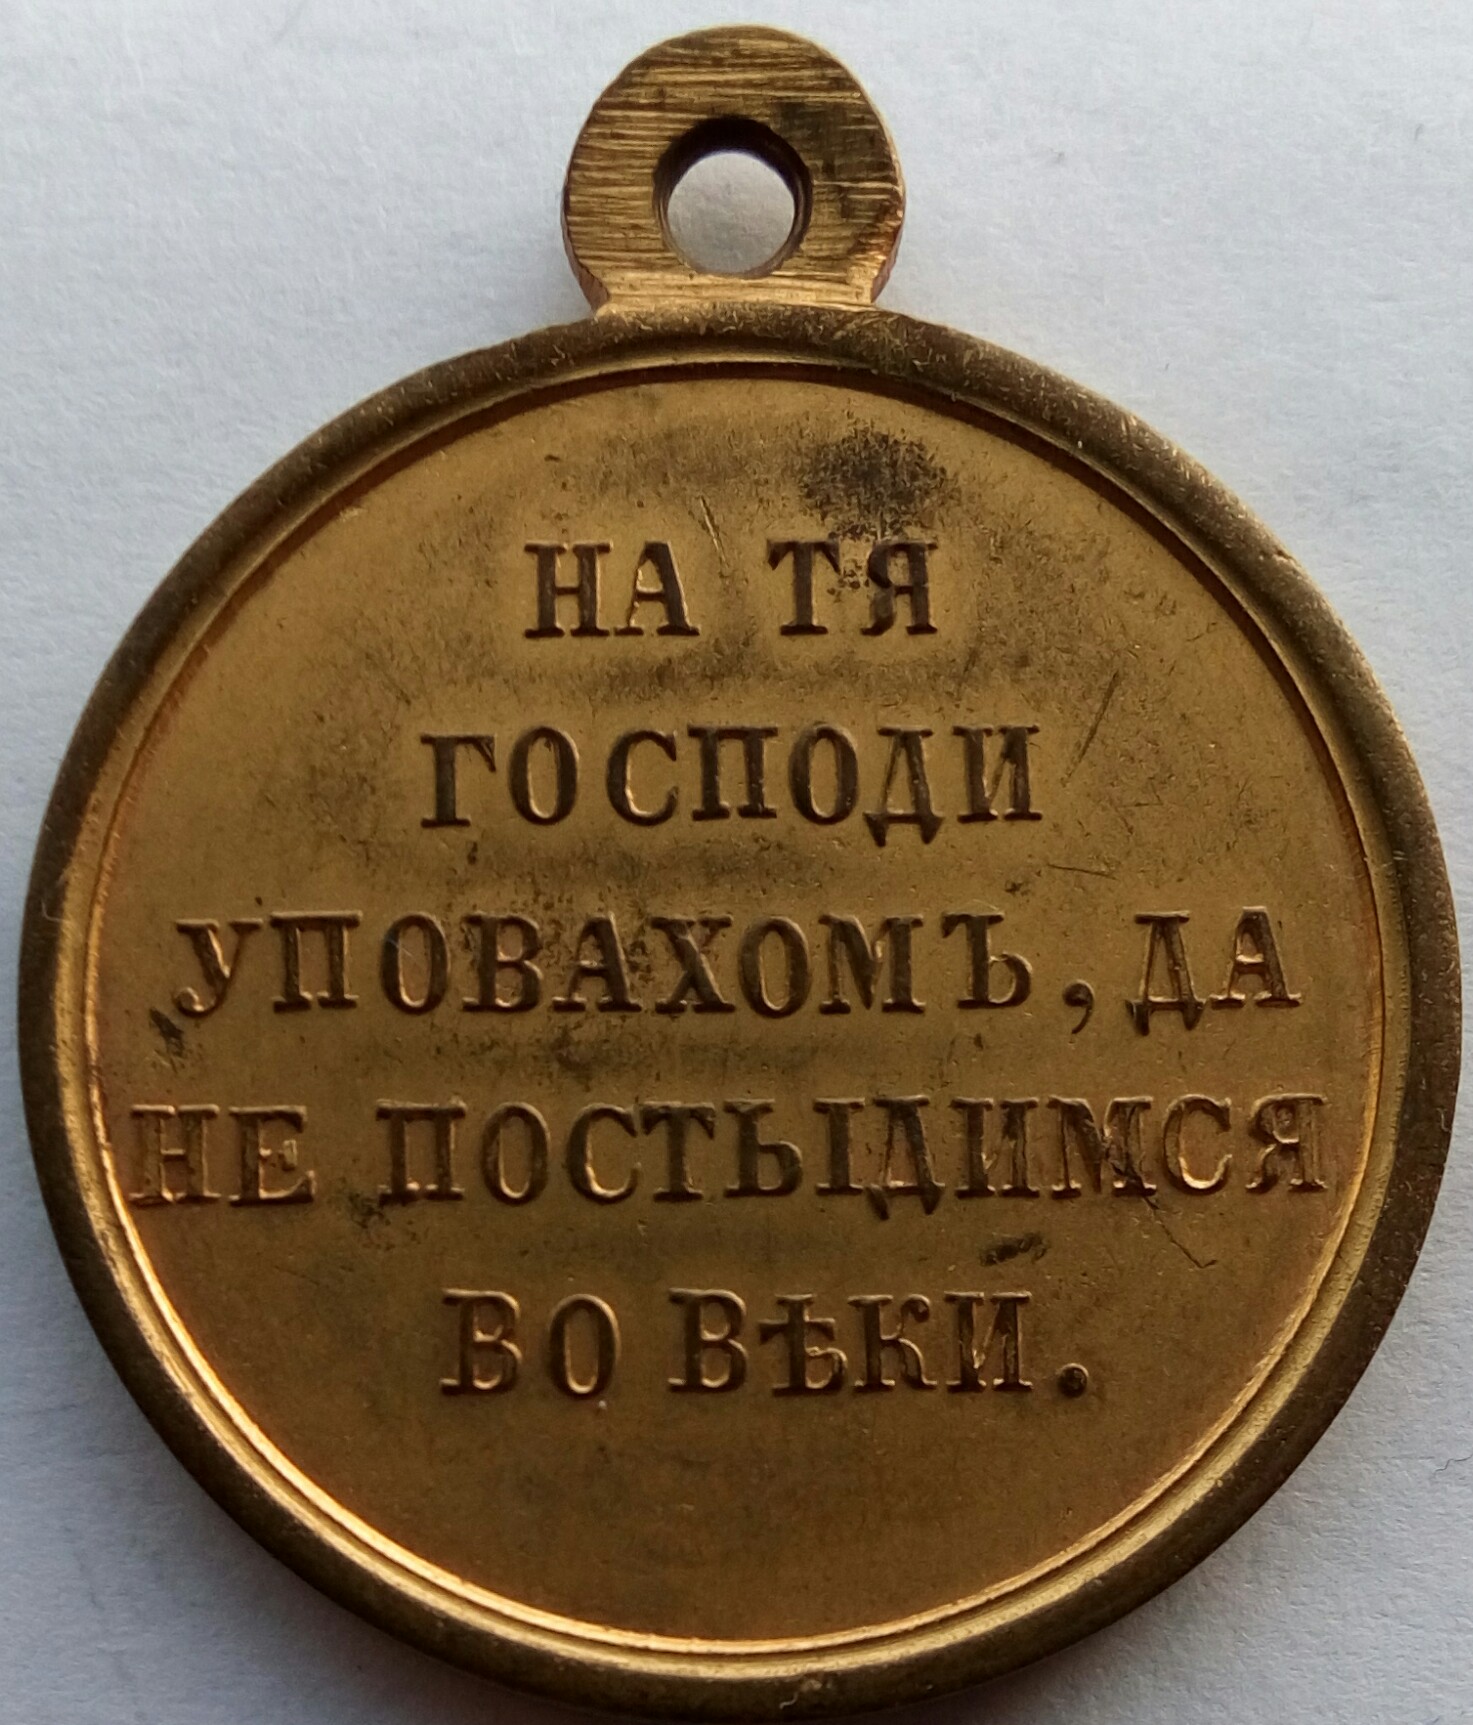 НА ТЯ
ГОСПОДИ
УПОВАХОМЪ, ДА
НЕ ПОСТЫДИМСЯ
ВО ВѢКИ.